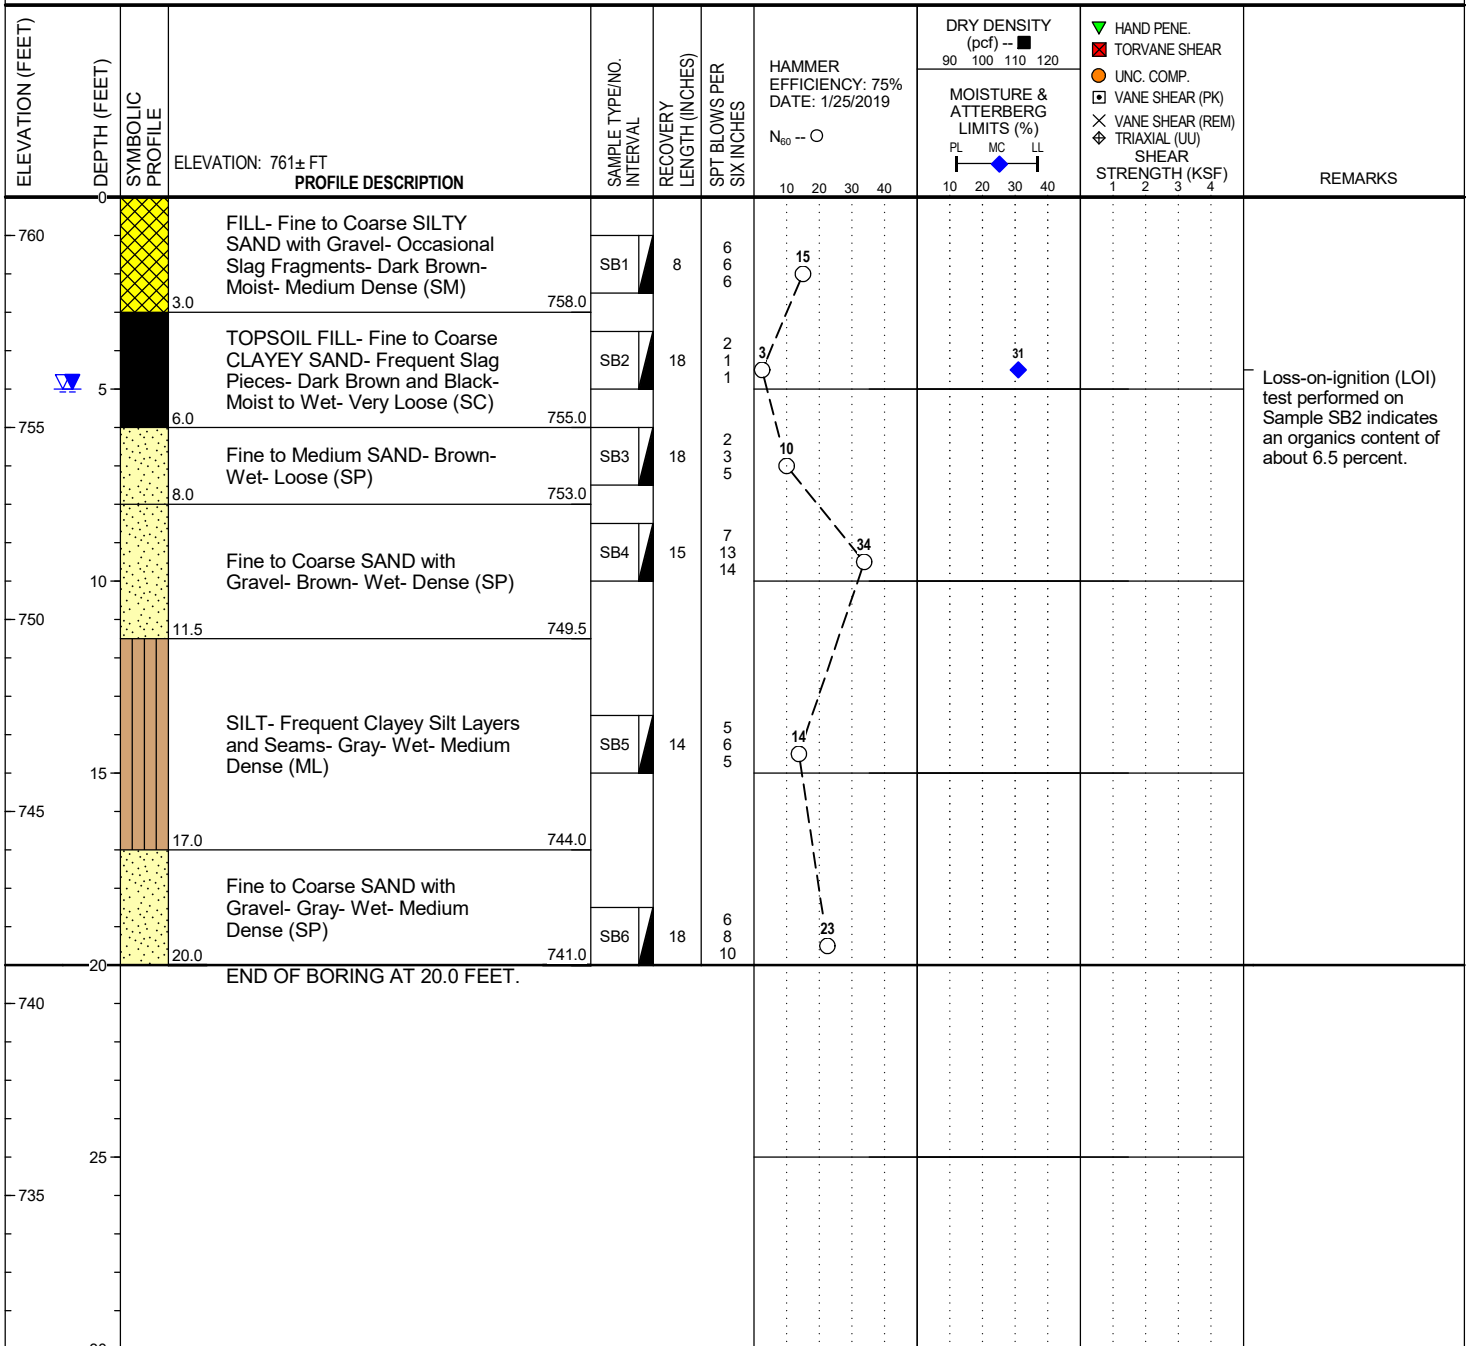 ELEVATION (FEET)
DEPTH (FEET)
SYMBOLIC
PROFILE
ELEVATION: 761± FT
PROFILE DESCRIPTION
SAMPLE TYPE/NO.
INTERVAL
RECOVERY
LENGTH (INCHES)
SPT BLOWS PER
SIX INCHES
HAMMER
EFFICIENCY: 75%
DATE: 1/25/2019
N60 -- O
10 20 30 40
DRY DENSITY
(pcf) -- ■
90 100 110 120
MOISTURE &
ATTERBERG
LIMITS (%)
PL MC LL
10 20 30 40
HAND PENE.
TORVANE SHEAR
UNC. COMP.
VANE SHEAR (PK)
VANE SHEAR (REM)
TRIAXIAL (UU)
SHEAR
STRENGTH (KSF)
1 2 3 4
REMARKS
0
760
FILL- Fine to Coarse SILTY
SAND with Gravel- Occasional
Slag Fragments- Dark Brown-
Moist- Medium Dense (SM)
3.0 758.0
SB1
8
6
6
6
15
TOPSOIL FILL- Fine to Coarse
CLAYEY SAND- Frequent Slag
Pieces- Dark Brown and Black-
Moist to Wet- Very Loose (SC)
6.0 755.0
5
755
SB2
18
2
1
1
3
31
Loss-on-ignition (LOI)
test performed on
Sample SB2 indicates
an organics content of
about 6.5 percent.
Fine to Medium SAND- Brown-
Wet- Loose (SP)
8.0 753.0
SB3
18
2
3
5
10
Fine to Coarse SAND with
Gravel- Brown- Wet- Dense (SP)
11.5 749.5
10
750
SB4
15
7
13
14
34
SILT- Frequent Clayey Silt Layers
and Seams- Gray- Wet- Medium
Dense (ML)
17.0 744.0
15
745
SB5
14
5
6
5
14
Fine to Coarse SAND with
Gravel- Gray- Wet- Medium
Dense (SP)
20.0 741.0
SB6
18
6
8
10
23
20
END OF BORING AT 20.0 FEET.
740
25
735